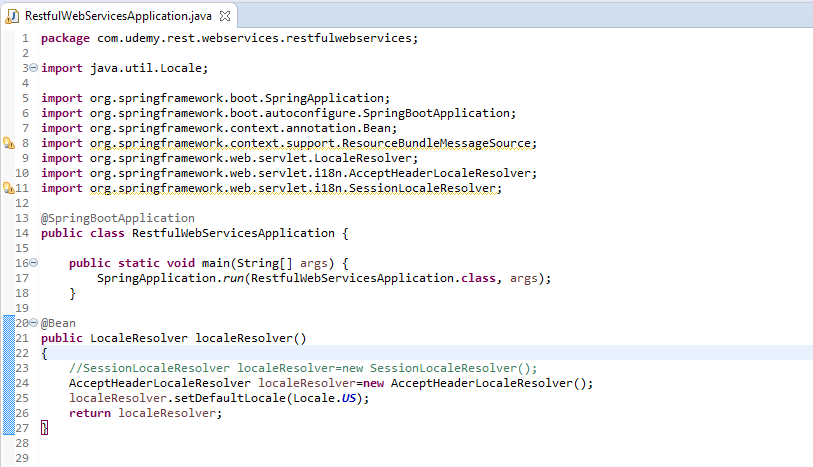 RestfulWebServicesApplication.java
1 package com.udemy.rest.webservices.restfulwebservices;
2
3 import java.util.Locale;
4
5 import org.springframework.boot.SpringApplication;
6 import org.springframework.boot.autoconfigure.SpringBootApplication;
7 import org.springframework.context.annotation.Bean;
8 import org.springframework.context.support.ResourceBundleMessageSource;
9 import org.springframework.web.servlet.LocaleResolver;
10 import org.springframework.web.servlet.i18n.AcceptHeaderLocaleResolver;
11 import org.springframework.web.servlet.i18n.SessionLocaleResolver;
12
13 @SpringBootApplication
14 public class RestfulWebServicesApplication {
15
16     public static void main(String[] args) {
17         SpringApplication.run(RestfulWebServicesApplication.class, args);
18     }
19
20 @Bean
21 public LocaleResolver localeResolver()
22 {
23     //SessionLocaleResolver localeResolver=new SessionLocaleResolver();
24     AcceptHeaderLocaleResolver localeResolver=new AcceptHeaderLocaleResolver();
25     localeResolver.setDefaultLocale(Locale.US);
26     return localeResolver;
27 }
28
29